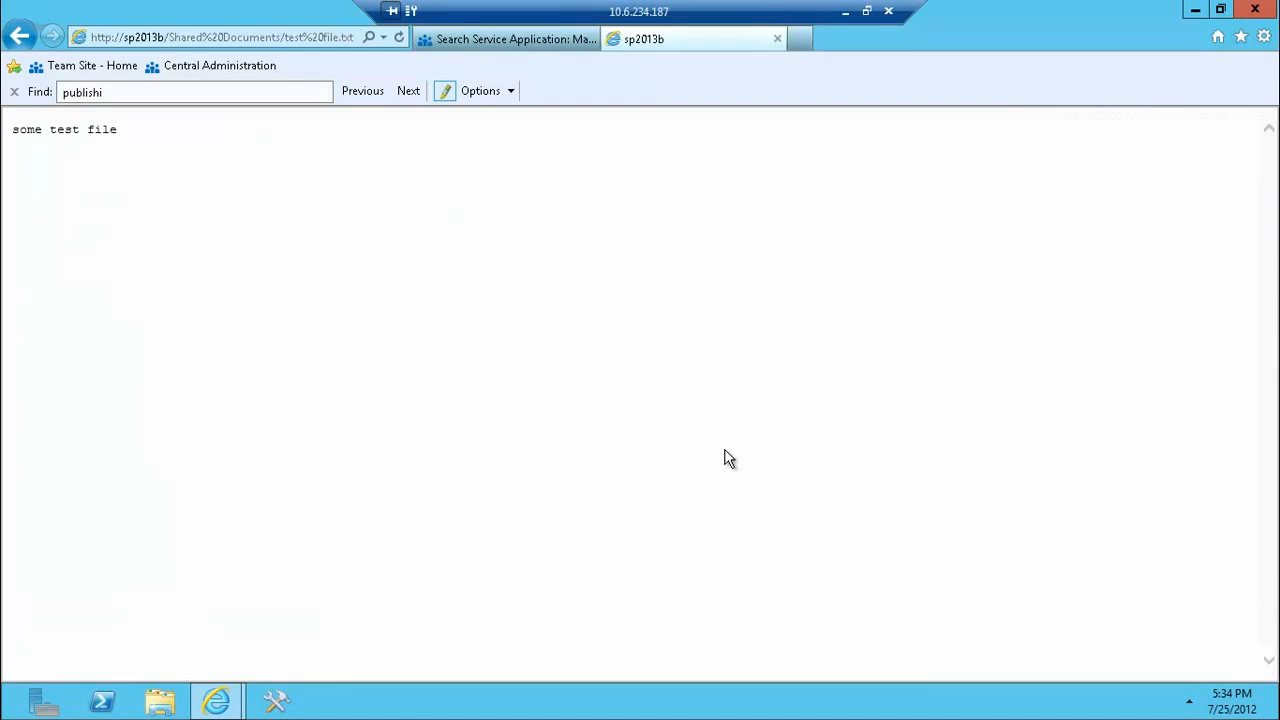 10.6.234.187
http://sp2013b/Shared%20Documents/test%20file.txt
Search Service Application: Ma...
sp2013b
Team Site - Home
Central Administration
Find: publishi
Previous
Next
Options
some test file
5:34 PM
7/25/2012